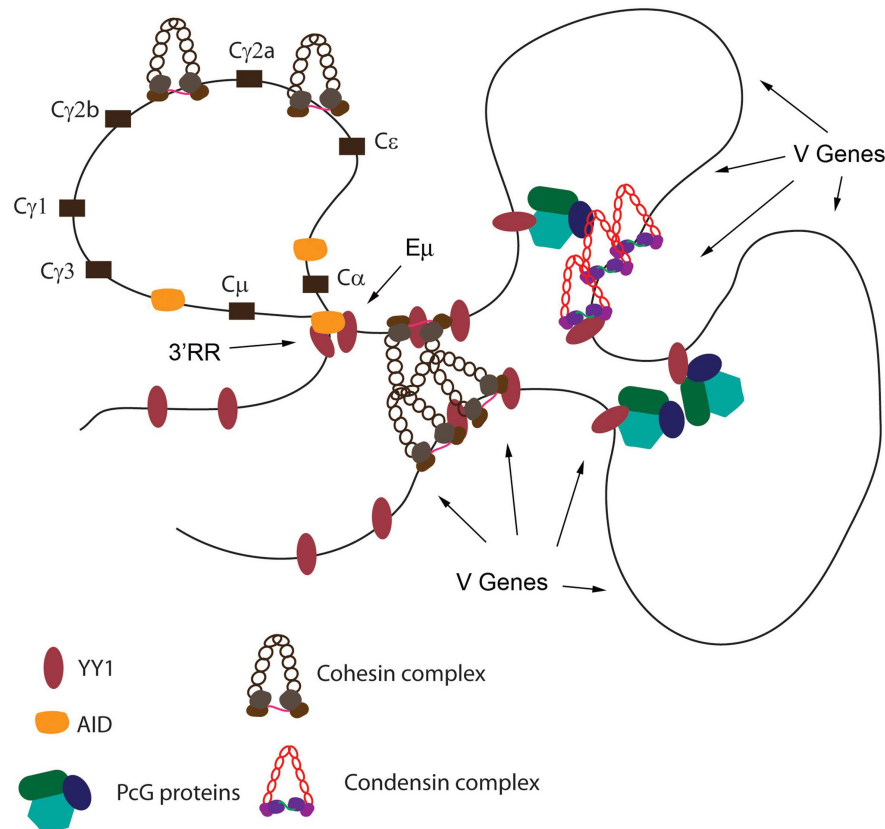 Cγ2a
Cγ2b
Cε
V Genes
Cγ1
Cγ3
Cμ
Cα
Eμ
3'RR
V Genes
YY1
Cohesin complex
AID
PcG proteins
Condensin complex